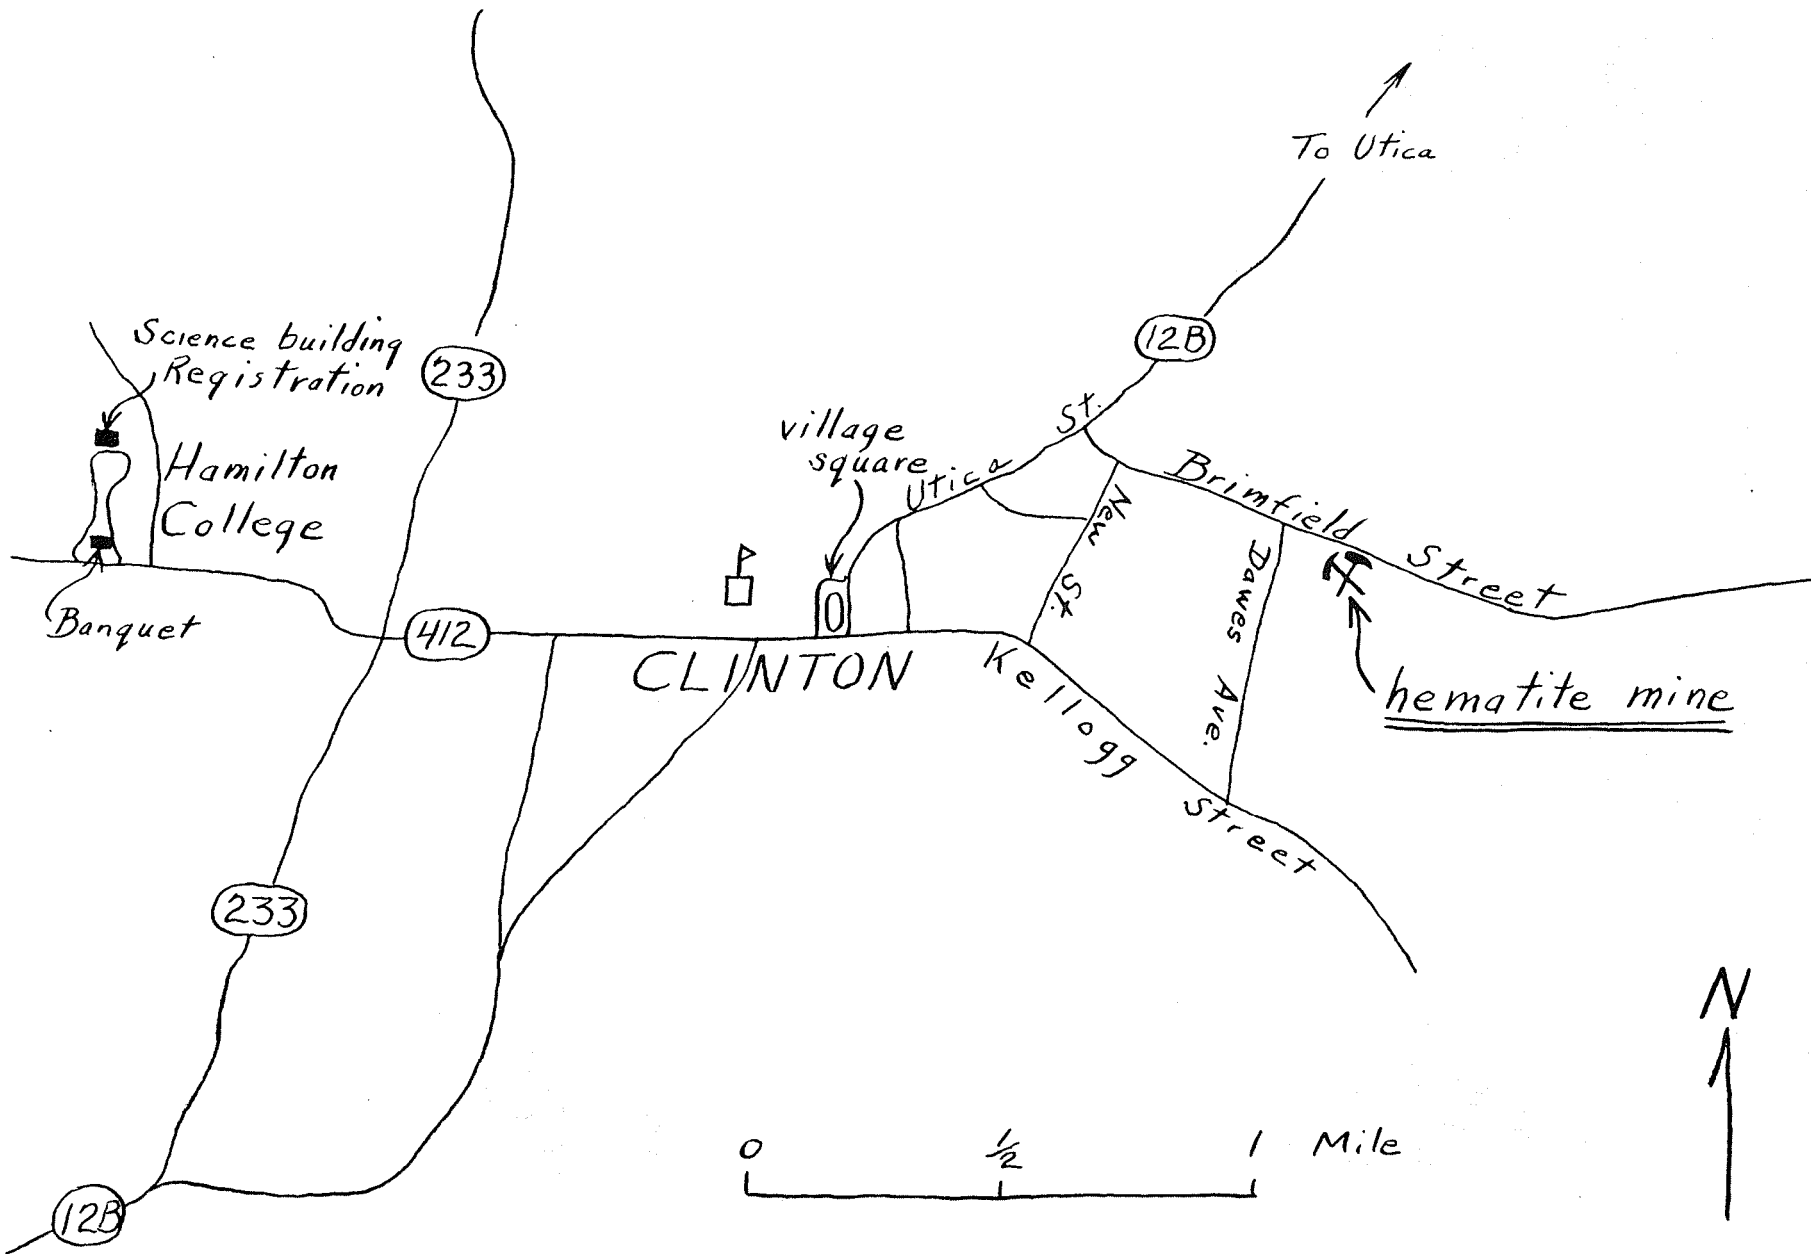 To Utica
12B
Science building
Registration
233
Hamilton
College
Banquet
412
village
square
Utica St.
Brimfield Street
New St.
Dawes Ave.
hematite mine
CLINTON
Kellogg Street
233
12B
0 1/2 1 Mile
N